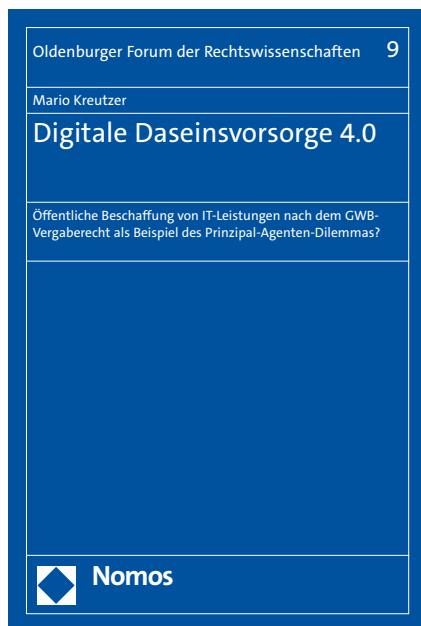 Oldenburger Forum der Rechtswissenschaften 9
Mario Kreutzer
Digitale Daseinsvorsorge 4.0
Öffentliche Beschaffung von IT-Leistungen nach dem GWB-
Vergaberecht als Beispiel des Prinzipal-Agenten-Dilemmas?
Nomos